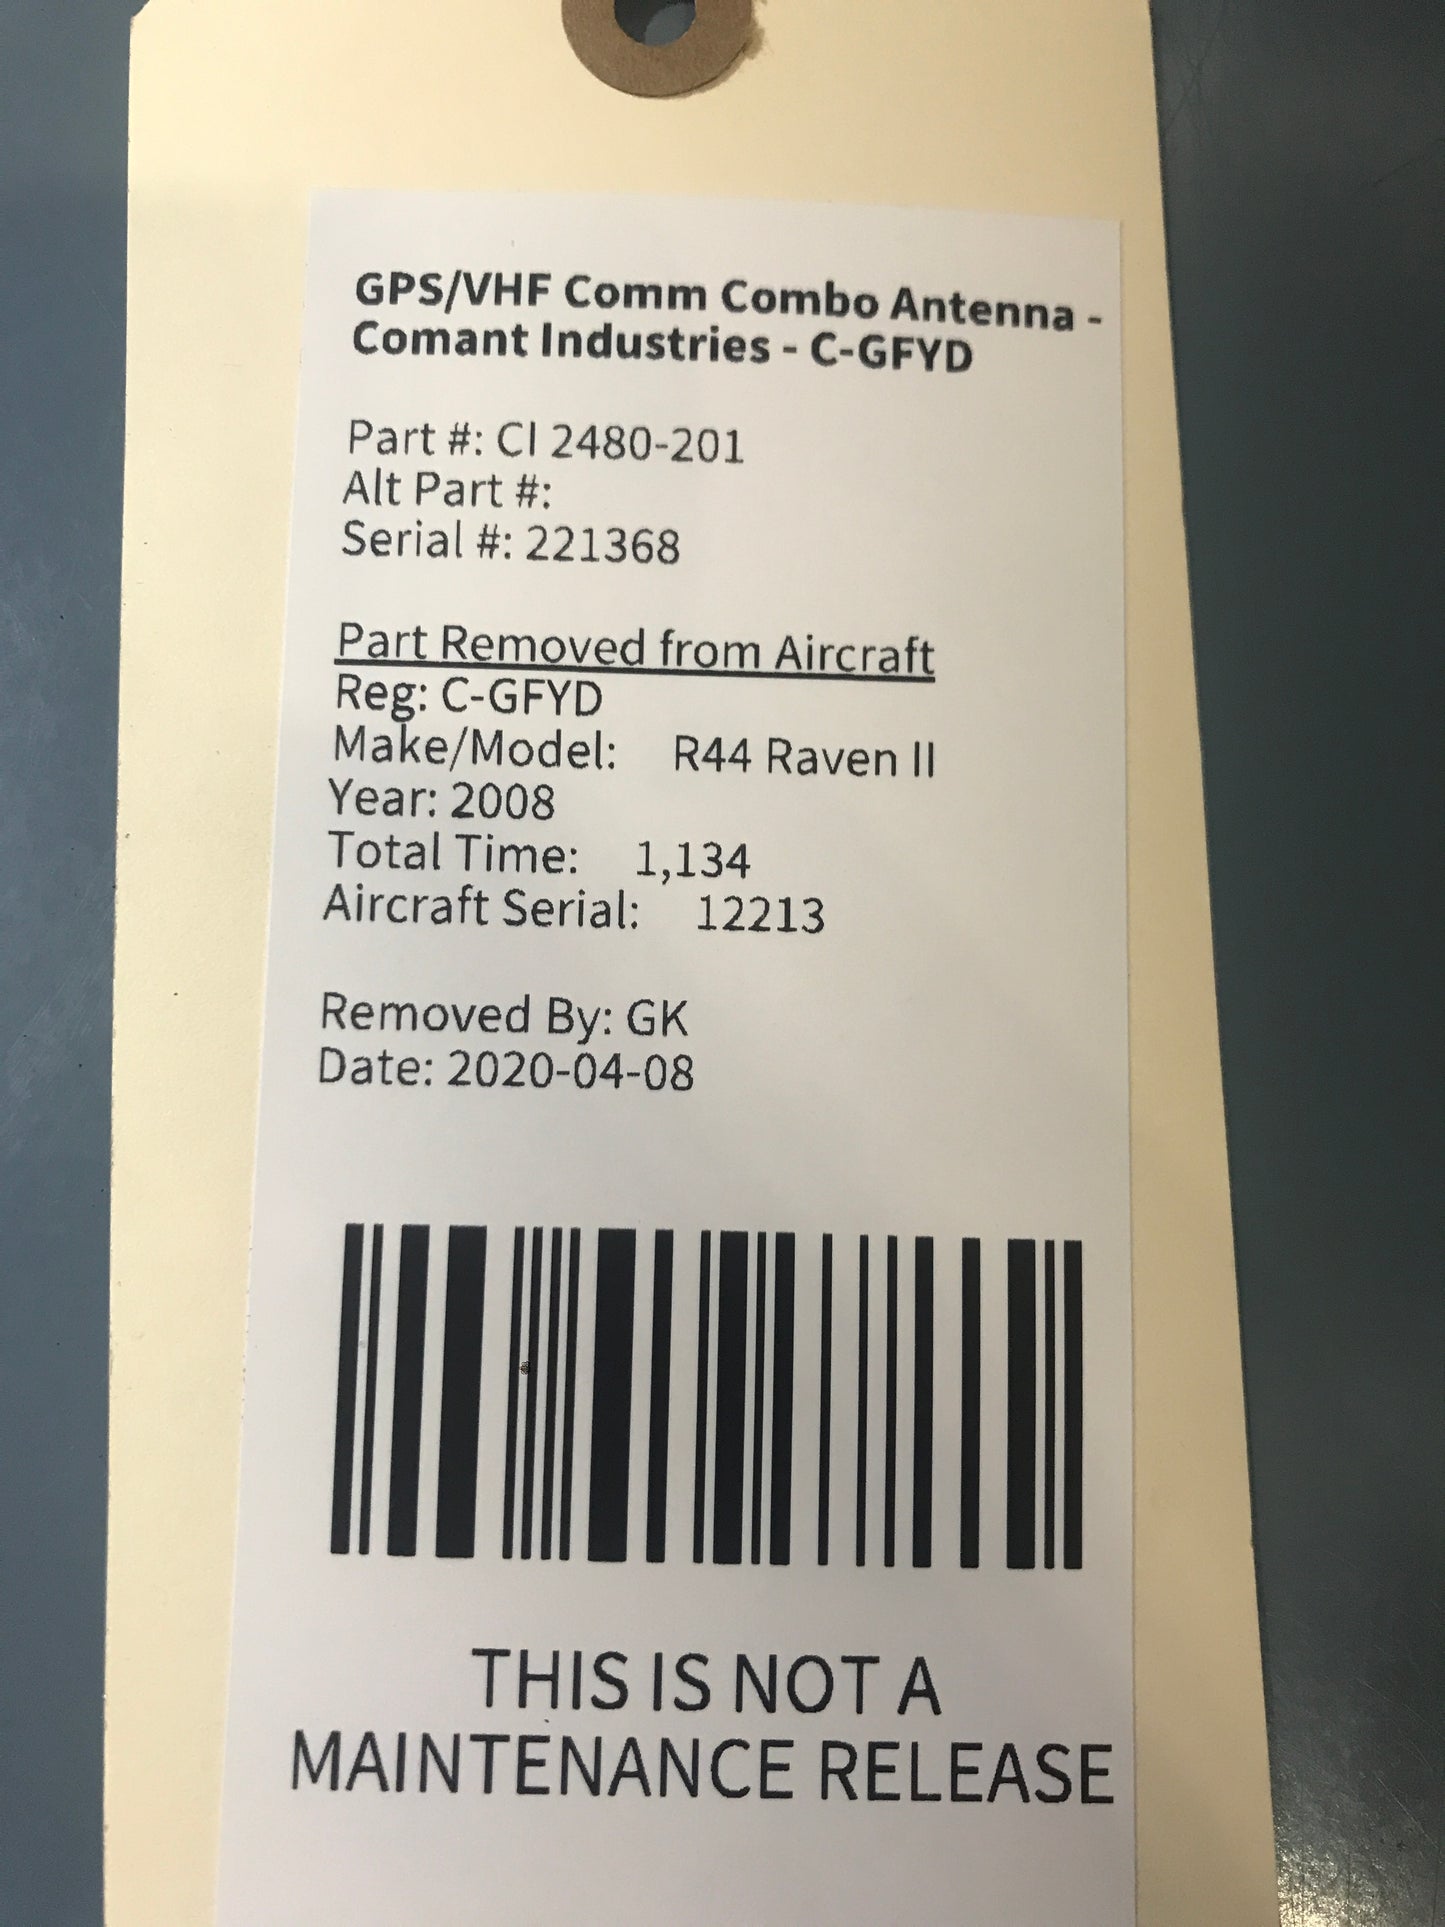 GPS/VHF Comm Combo Antenna -
Comant Industries - C-GFYD
Part #: CI 2480-201
Alt Part #:
Serial #: 221368
Part Removed from Aircraft
Reg: C-GFYD
Make/Model: R44 Raven II
Year: 2008
Total Time: 1,134
Aircraft Serial: 12213
Removed By: GK
Date: 2020-04-08
THIS IS NOT A
MAINTENANCE RELEASE